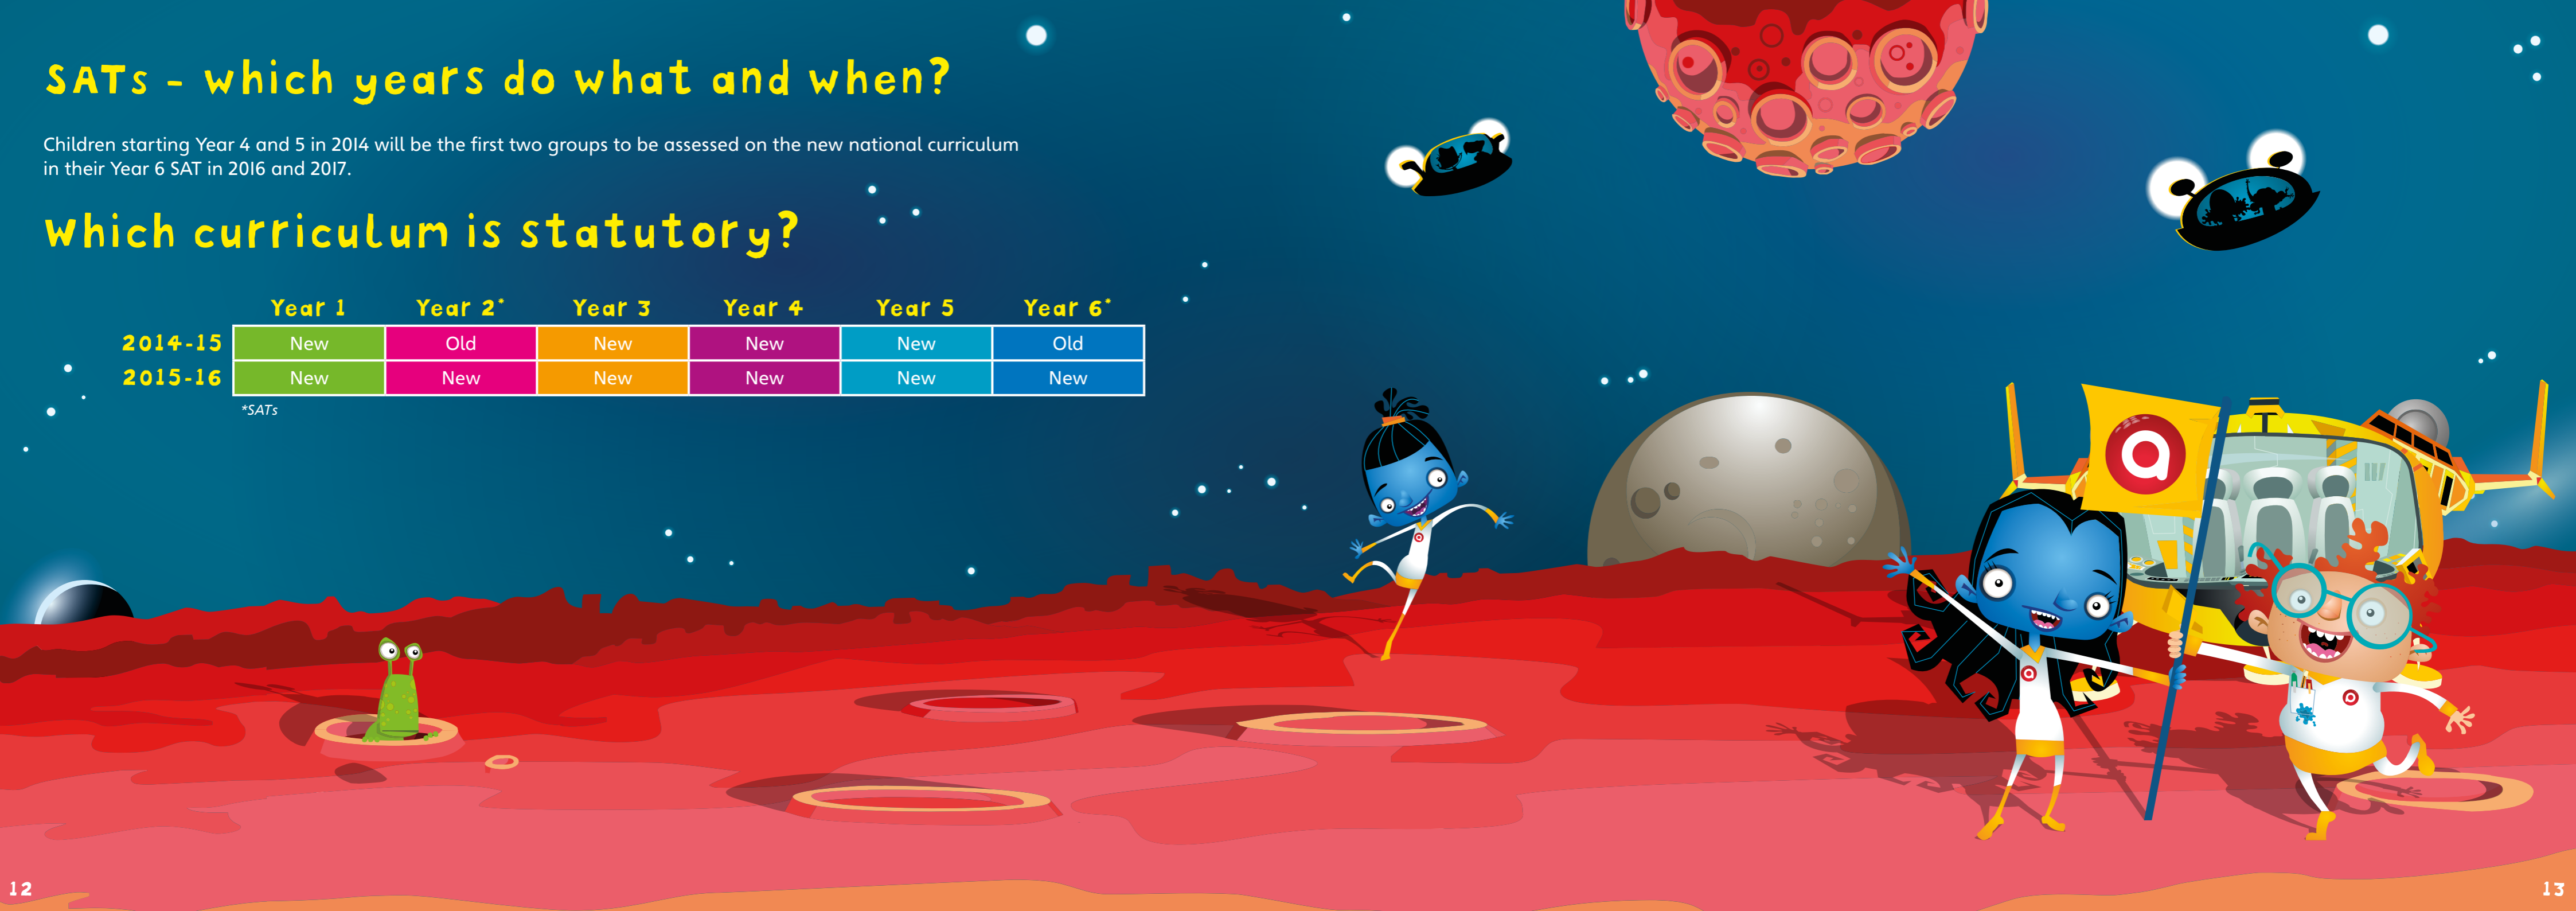 SATs - which years do what and when?
Children starting Year 4 and 5 in 2014 will be the first two groups to be assessed on the new national curriculum
in their Year 6 SAT in 2016 and 2017.
Which curriculum is statutory?
Year 1 Year 2* Year 3 Year 4 Year 5 Year 6*
2014-15 New Old New New New Old
2015-16 New New New New New New
*SATs
a
12
13